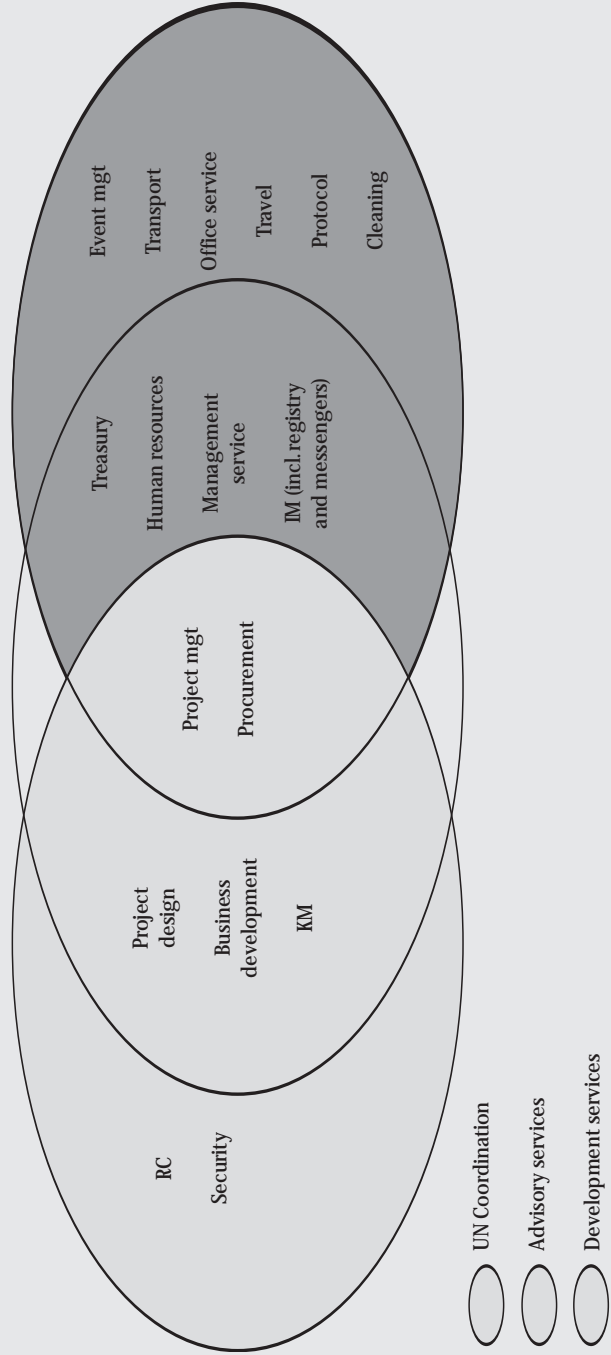 RC
Security
Project
design
Business
development
KM
Project mgt
Procurement
Treasury
Human resources
Management
service
IM (incl. registry
and messengers)
Event mgt
Transport
Office service
Travel
Protocol
Cleaning
UN Coordination
Advisory services
Development services